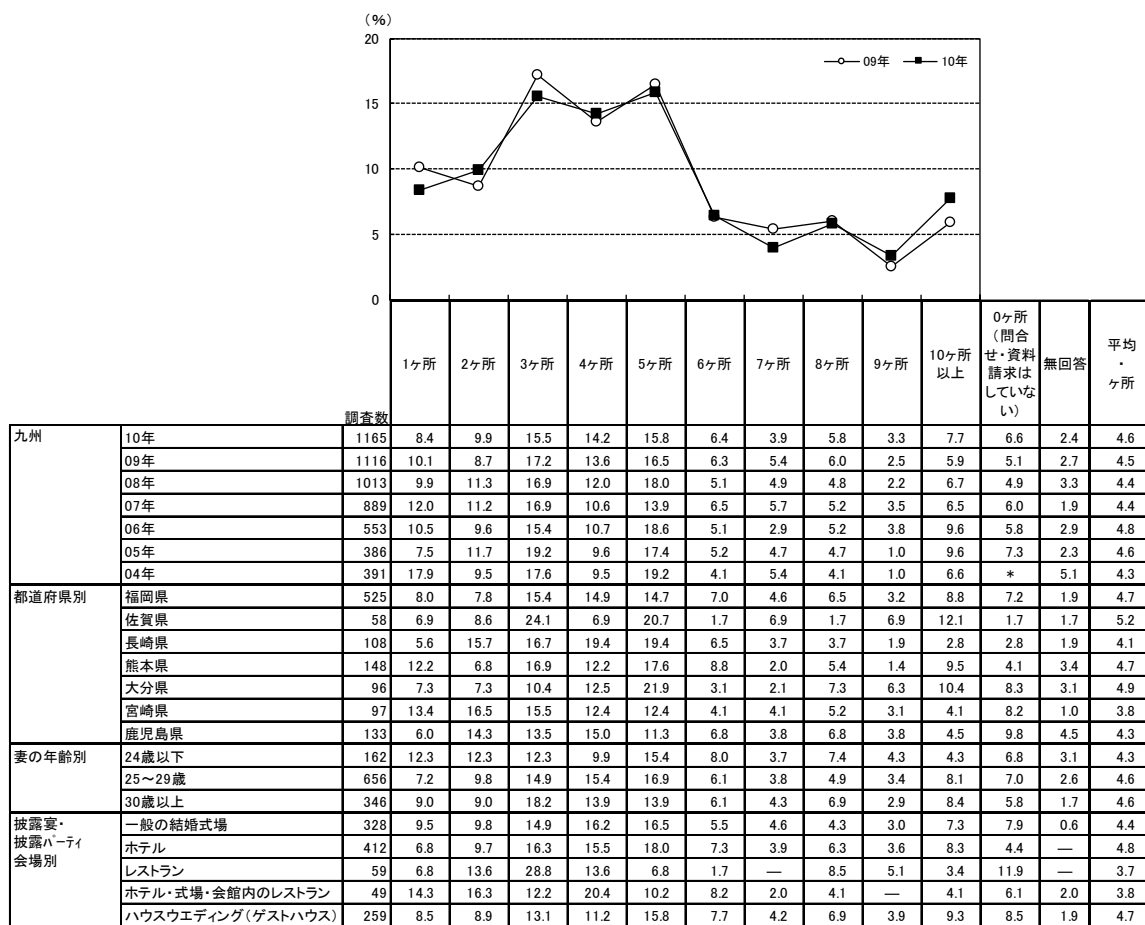 (%)
20
15
10
5
0
09年 10年
調査数 1ヶ所 2ヶ所 3ヶ所 4ヶ所 5ヶ所 6ヶ所 7ヶ所 8ヶ所 9ヶ所 10ヶ所以上 0ヶ所(問合せ・資料請求はしていない) 無回答 平均・ヶ所
九州 10年 1165 8.4 9.9 15.5 14.2 15.8 6.4 3.9 5.8 3.3 7.7 6.6 2.4 4.6
09年 1116 10.1 8.7 17.2 13.6 16.5 6.3 5.4 6.0 2.5 5.9 5.1 2.7 4.5
08年 1013 9.9 11.3 16.9 12.0 18.0 5.1 4.9 4.8 2.2 6.7 4.9 3.3 4.4
07年 889 12.0 11.2 16.9 10.6 13.9 6.5 5.7 5.2 3.5 6.5 6.0 1.9 4.4
06年 553 10.5 9.6 15.4 10.7 18.6 5.1 2.9 5.2 3.8 9.6 5.8 2.9 4.8
05年 386 7.5 11.7 19.2 9.6 17.4 5.2 4.7 4.7 1.0 9.6 7.3 2.3 4.6
04年 391 17.9 9.5 17.6 9.5 19.2 4.1 5.4 4.1 1.0 6.6 * 5.1 4.3
都道府県別 福岡県 525 8.0 7.8 15.4 14.9 14.7 7.0 4.6 6.5 3.2 8.8 7.2 1.9 4.7
佐賀県 58 6.9 8.6 24.1 6.9 20.7 1.7 6.9 1.7 6.9 12.1 1.7 1.7 5.2
長崎県 108 5.6 15.7 16.7 19.4 19.4 6.5 3.7 3.7 1.9 2.8 2.8 1.9 4.1
熊本県 148 12.2 6.8 16.9 12.2 17.6 8.8 2.0 5.4 1.4 9.5 4.1 3.4 4.7
大分県 96 7.3 7.3 10.4 12.5 21.9 3.1 2.1 7.3 6.3 10.4 8.3 3.1 4.9
宮崎県 97 13.4 16.5 15.5 12.4 12.4 4.1 4.1 5.2 3.1 4.1 8.2 1.0 3.8
鹿児島県 133 6.0 14.3 13.5 15.0 11.3 6.8 3.8 6.8 3.8 4.5 9.8 4.5 4.3
妻の年齢別 24歳以下 162 12.3 12.3 12.3 9.9 15.4 8.0 3.7 7.4 4.3 4.3 6.8 3.1 4.3
25～29歳 656 7.2 9.8 14.9 15.4 16.9 6.1 3.8 4.9 3.4 8.1 7.0 2.6 4.6
30歳以上 346 9.0 9.0 18.2 13.9 13.9 6.1 4.3 6.9 2.9 8.4 5.8 1.7 4.6
披露宴・披露パーティ会場別 一般の結婚式場 328 9.5 9.8 14.9 16.2 16.5 5.5 4.6 4.3 3.0 7.3 7.9 0.6 4.4
ホテル 412 6.8 9.7 16.3 15.5 18.0 7.3 3.9 6.3 3.6 8.3 4.4 — 4.8
レストラン 59 6.8 13.6 28.8 13.6 6.8 1.7 — 8.5 5.1 3.4 11.9 — 3.7
ホテル・式場・会館内のレストラン 49 14.3 16.3 12.2 20.4 10.2 8.2 2.0 4.1 — 4.1 6.1 2.0 3.8
ハウスウエディング(ゲストハウス) 259 8.5 8.9 13.1 11.2 15.8 7.7 4.2 6.9 3.9 9.3 8.5 1.9 4.7